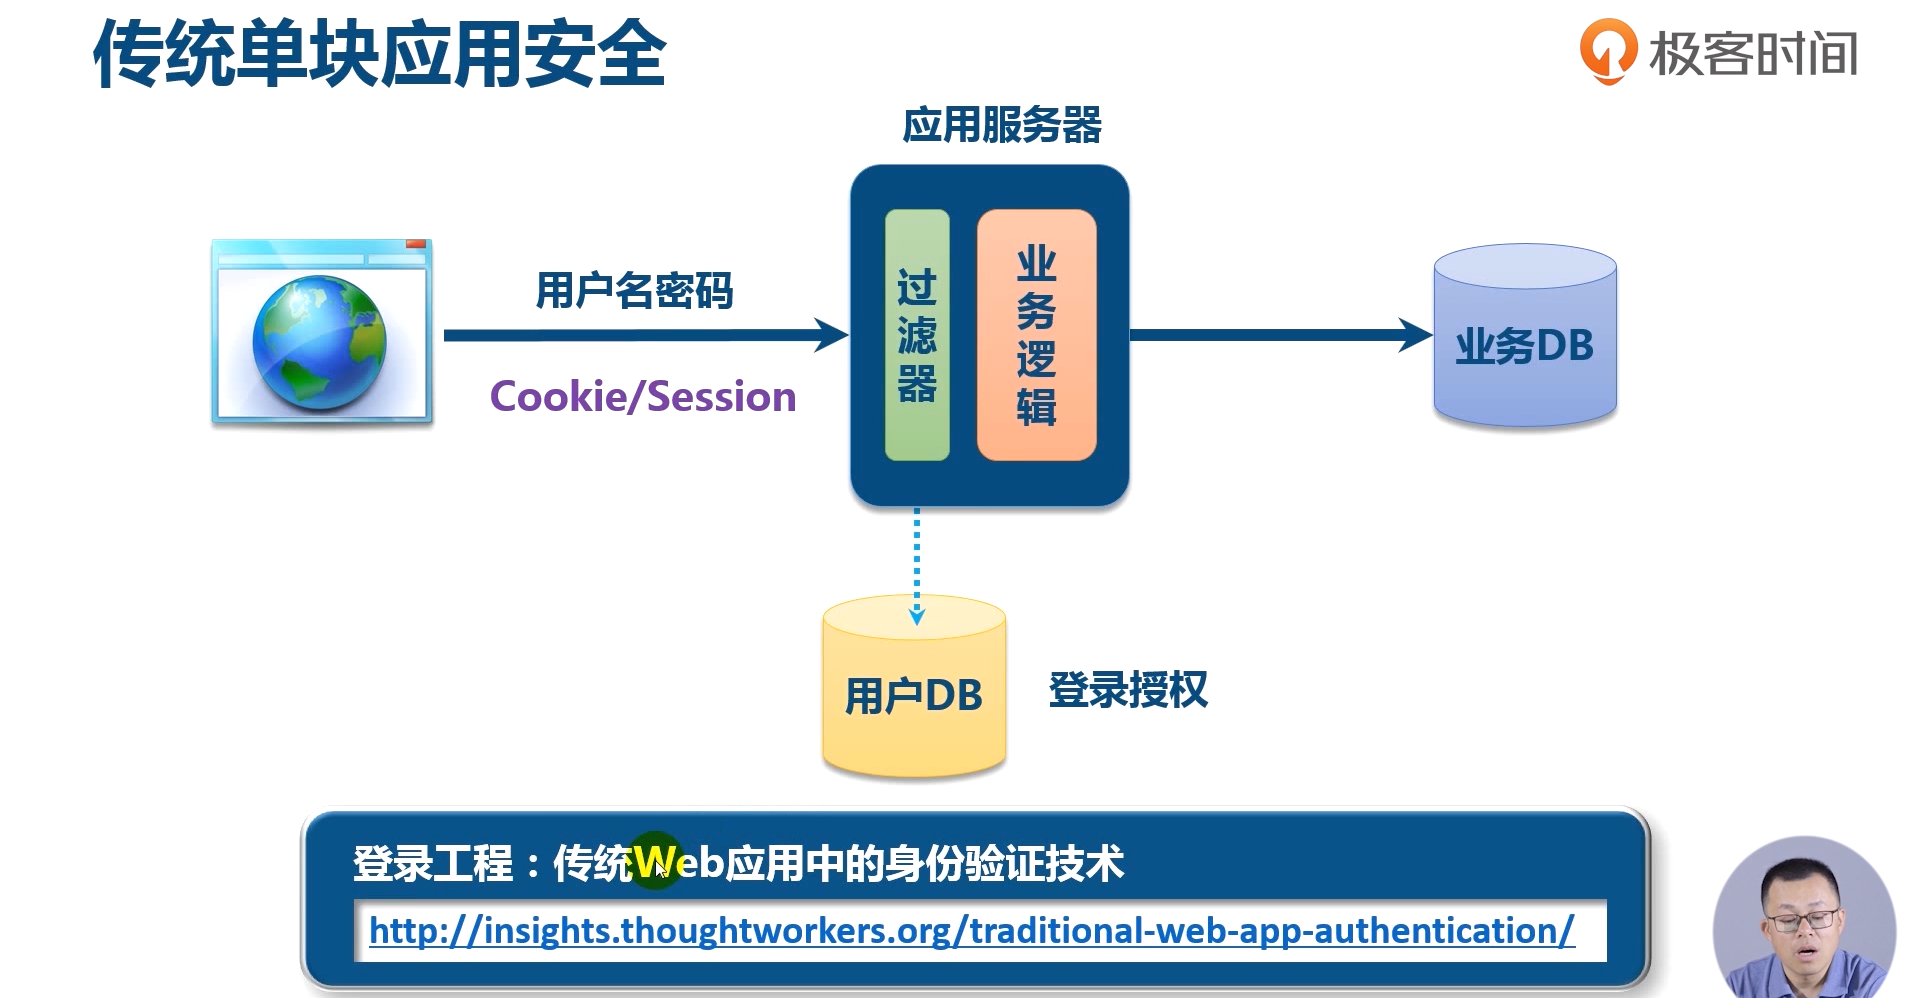 传统单块应用安全
极客时间
应用服务器
用户名密码
Cookie/Session
过滤器
业务逻辑
业务DB
用户DB
登录授权
登录工程：传统Web应用中的身份验证技术
http://insights.thoughtworkers.org/traditional-web-app-authentication/